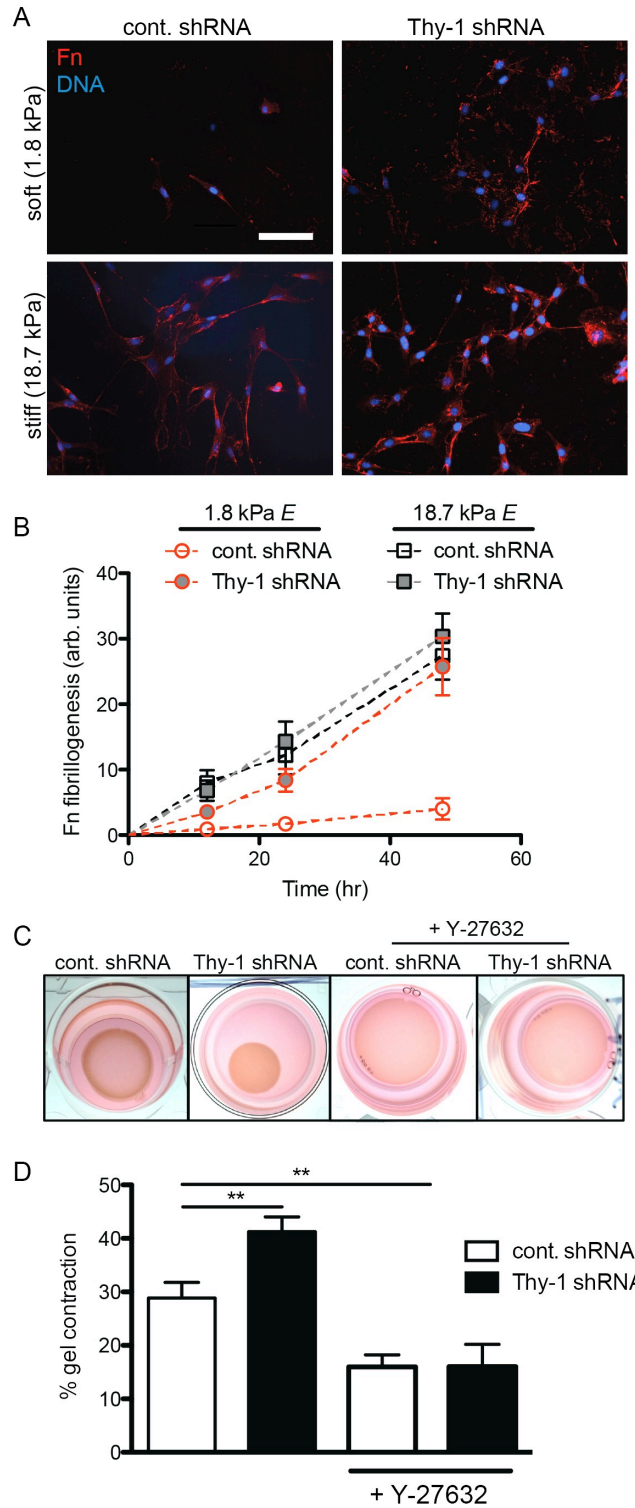 A
cont. shRNA
Thy-1 shRNA
Fn
DNA
soft (1.8 kPa)
stiff (18.7 kPa)
B
1.8 kPa E
18.7 kPa E
cont. shRNA
cont. shRNA
Thy-1 shRNA
Thy-1 shRNA
Fn fibrillogenesis (arb. units)
40
30
20
10
0
0
20
40
60
Time (hr)
C
+ Y-27632
cont. shRNA
Thy-1 shRNA
cont. shRNA
Thy-1 shRNA
D
**
**
% gel contraction
50
40
30
20
10
0
cont. shRNA
Thy-1 shRNA
+ Y-27632